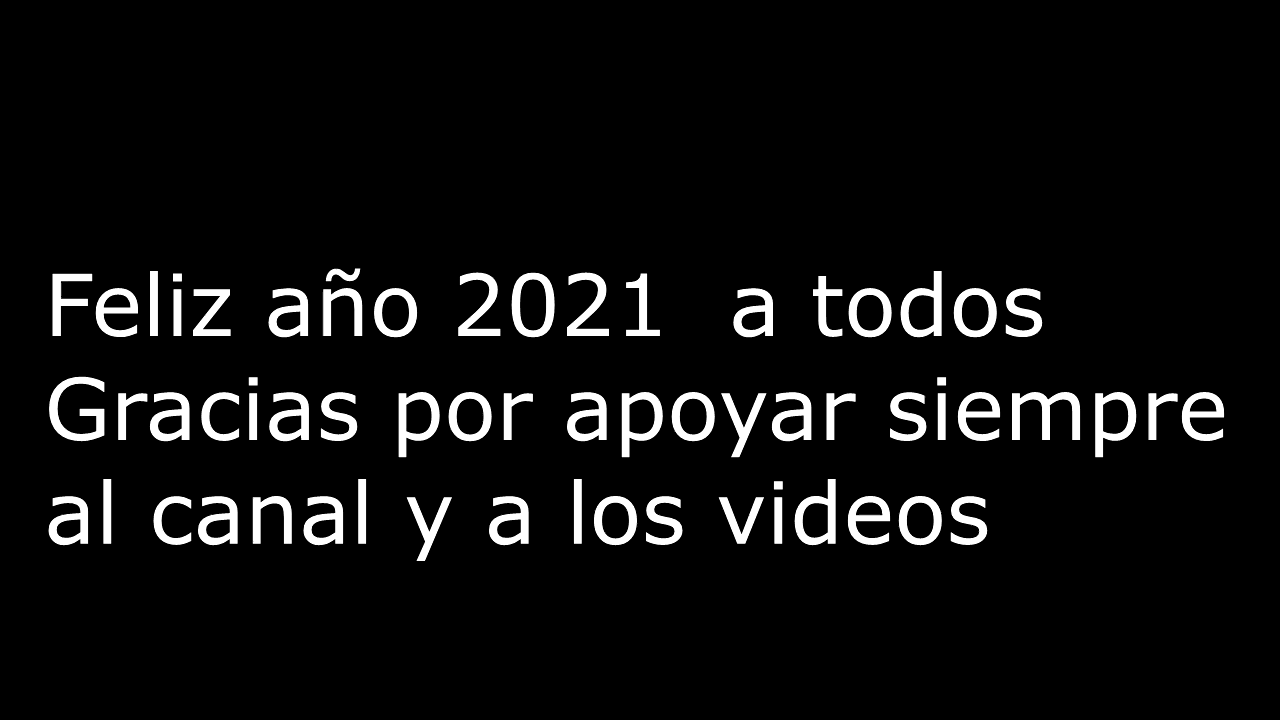 Feliz año 2021  a todos
Gracias por apoyar siempre
al canal y a los videos